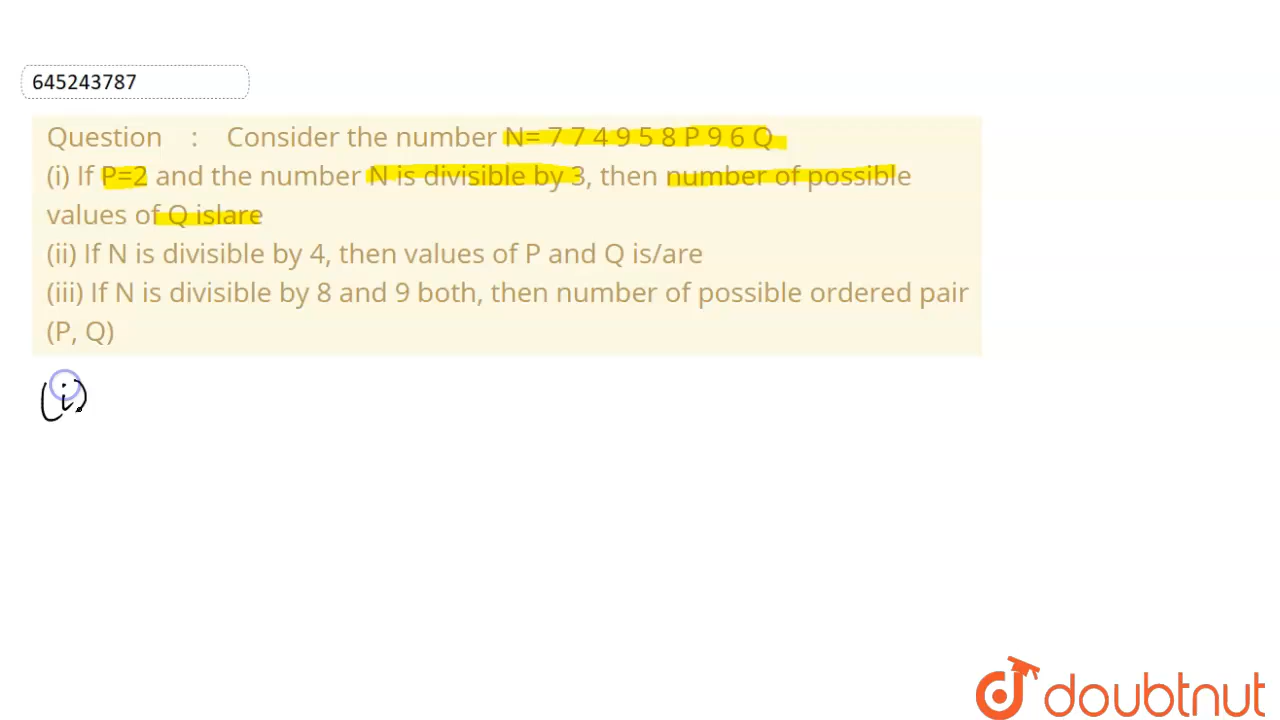 645243787
Question : Consider the number N= 7 7 4 9 5 8 P 9 6 Q
(i) If P=2 and the number N is divisible by 3, then number of possible
values of Q islare
(ii) If N is divisible by 4, then values of P and Q is/are
(iii) If N is divisible by 8 and 9 both, then number of possible ordered pair
(P, Q)
(i)
doubtnut